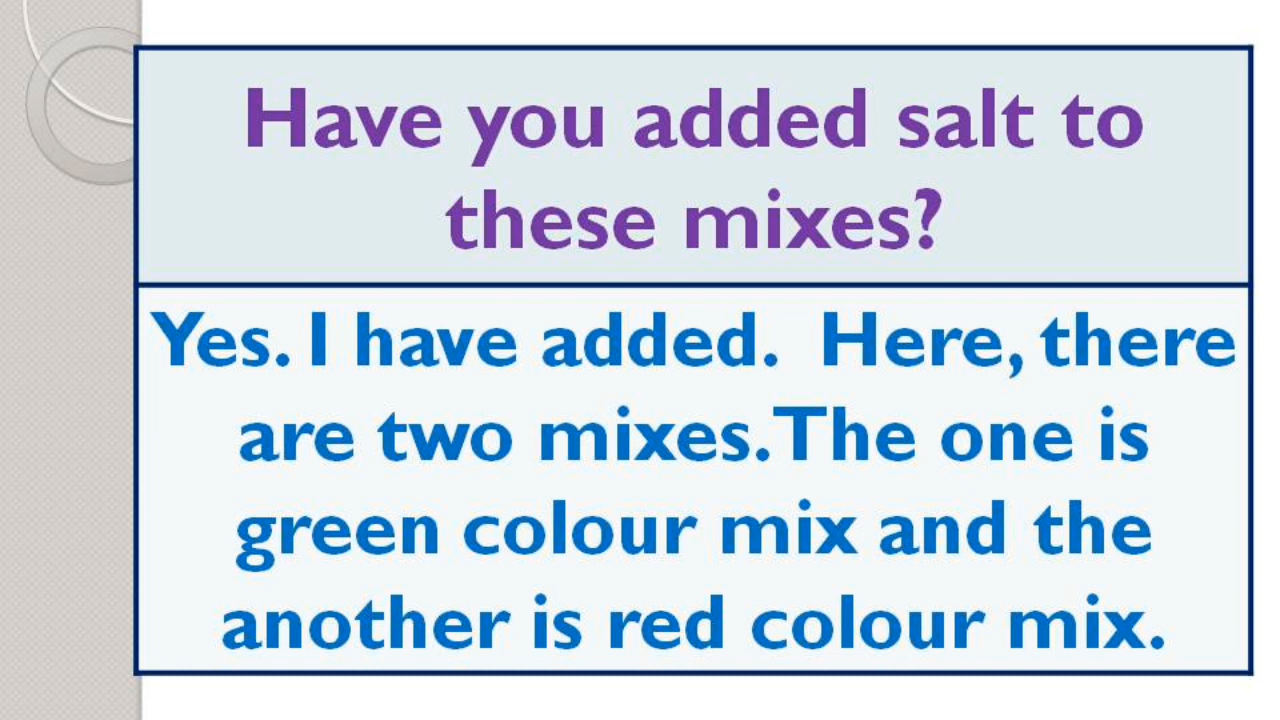 Have you added salt to
these mixes?
Yes. I have added.  Here, there
are two mixes. The one is
green colour mix and the
another is red colour mix.